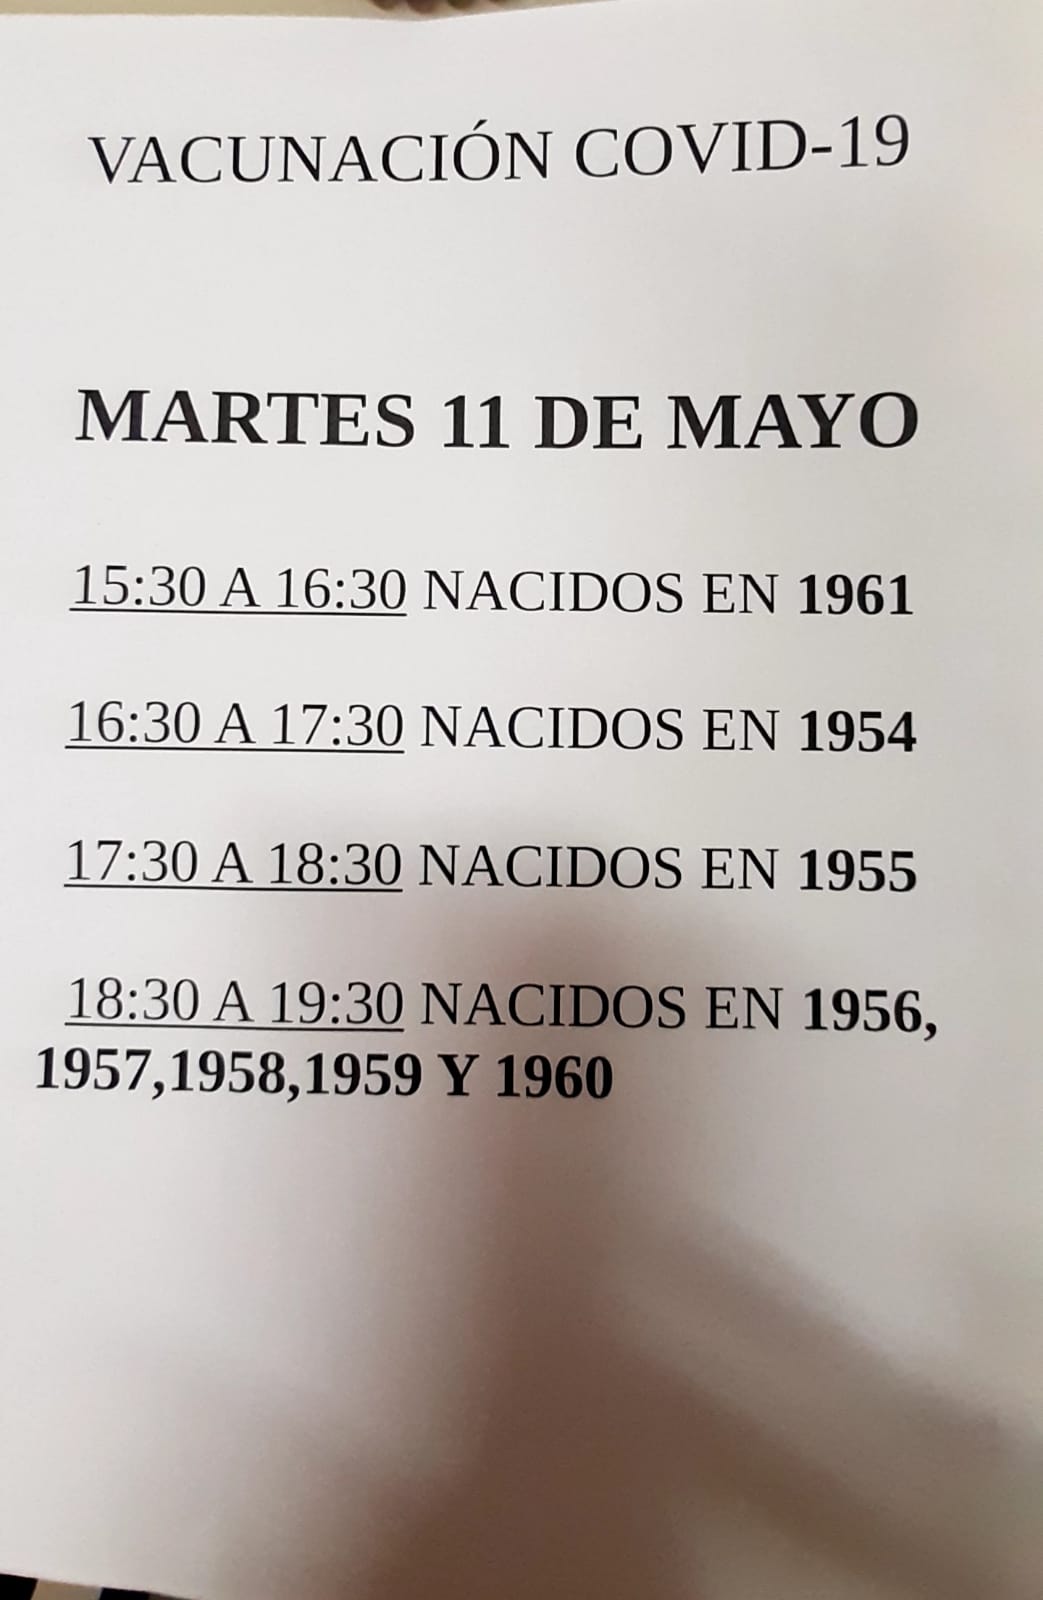 VACUNACIÓN COVID-19
MARTES 11 DE MAYO
15:30 A 16:30 NACIDOS EN 1961
16:30 A 17:30 NACIDOS EN 1954
17:30 A 18:30 NACIDOS EN 1955
18:30 A 19:30 NACIDOS EN 1956,
1957,1958,1959 Y 1960